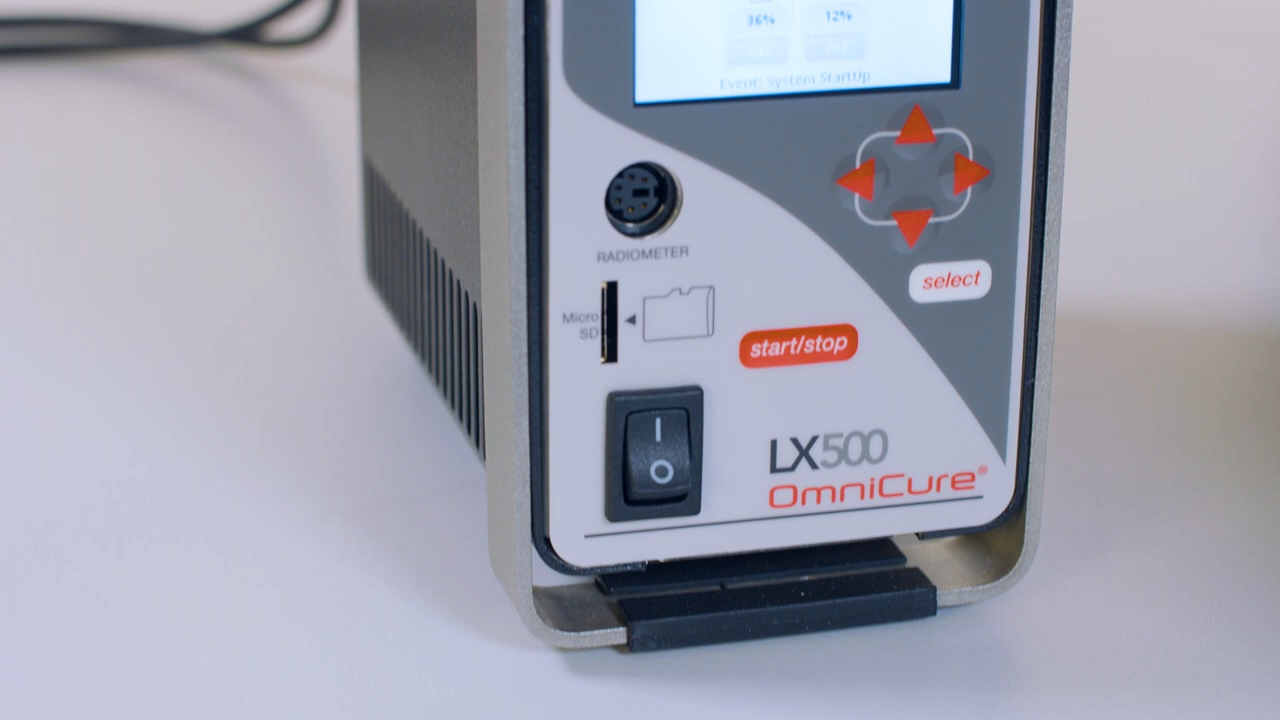 36% 12%
Event: System StartUp
RADIOMETER
Micro
SD
select
start/stop
I
O
LX500
OmniCure®